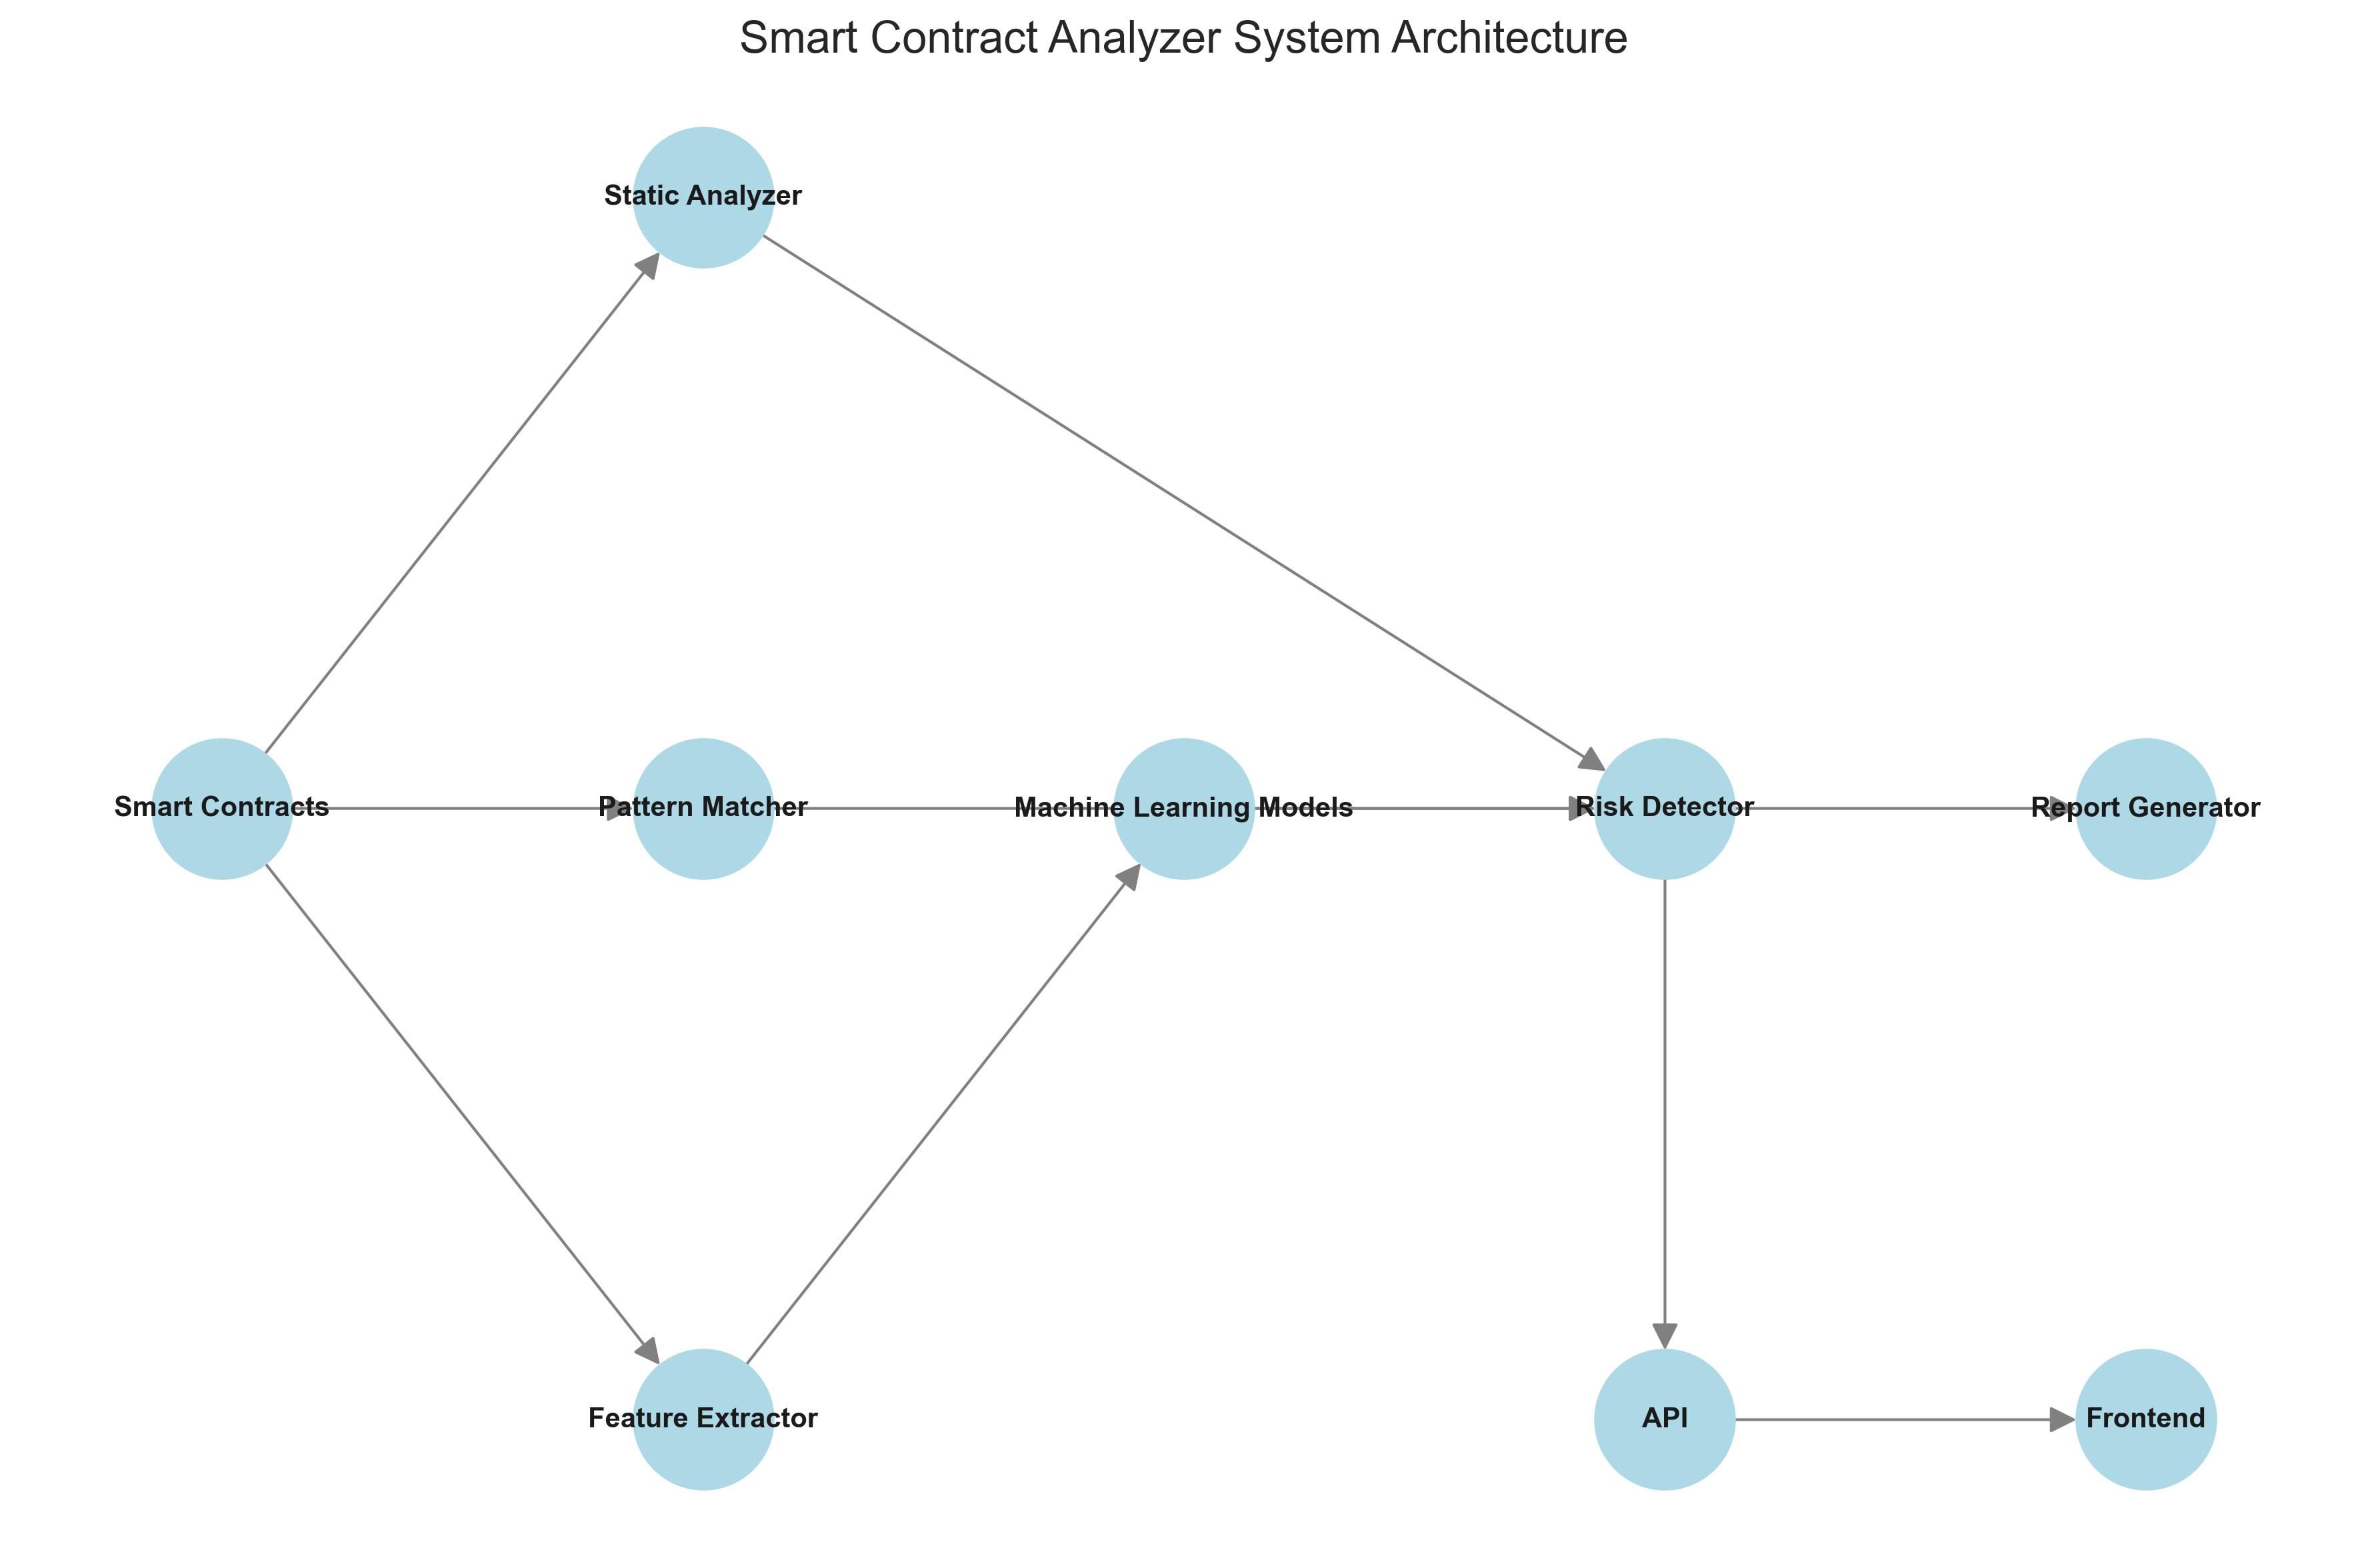 Smart Contract Analyzer System Architecture
Static Analyzer
Smart Contracts
Pattern Matcher
Machine Learning Models
Risk Detector
Report Generator
Feature Extractor
API
Frontend